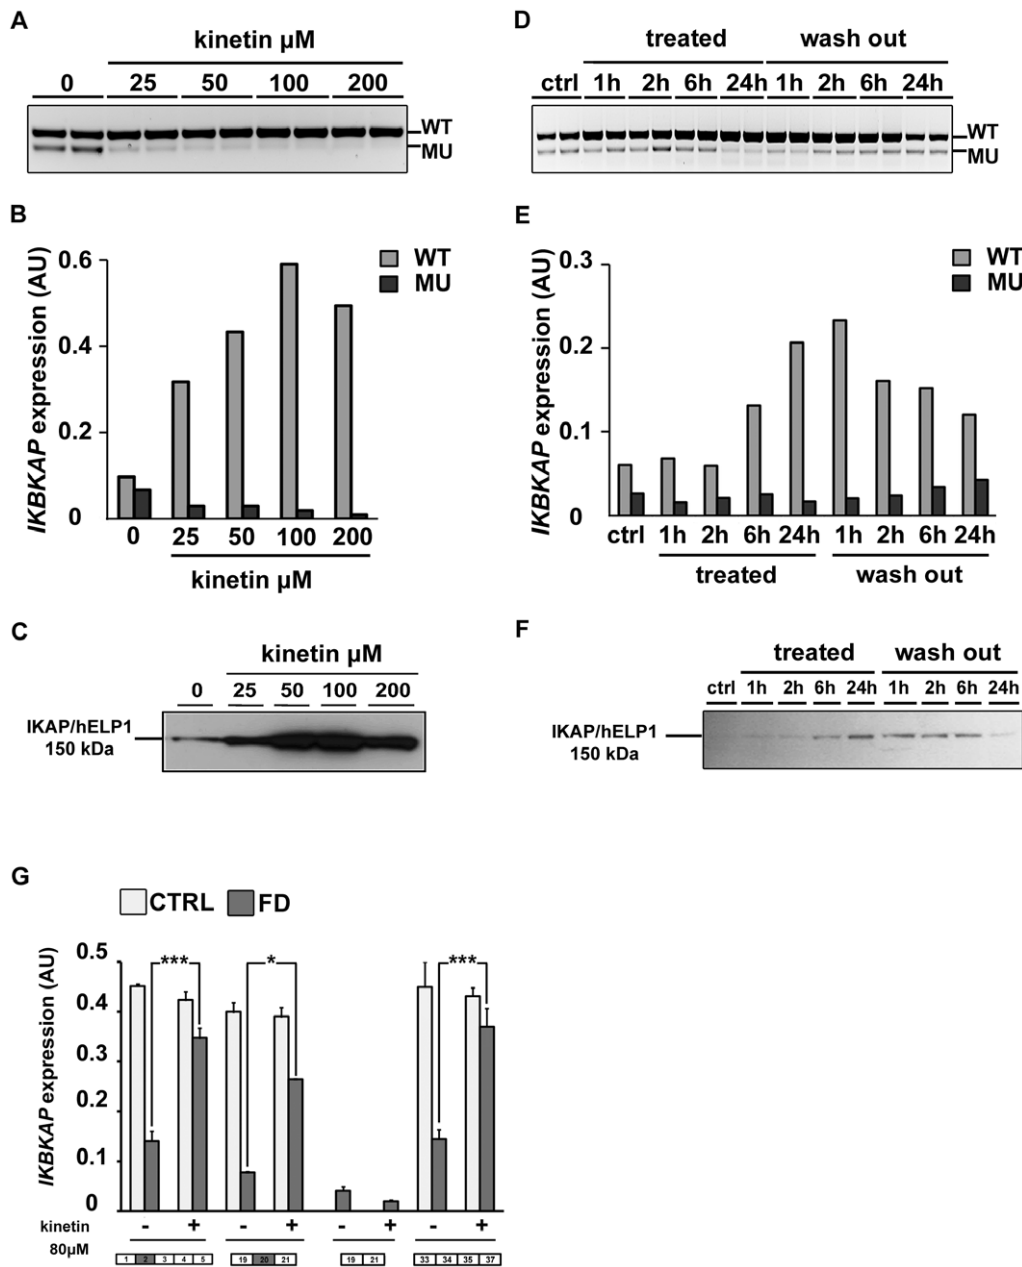 A
kinetin µM
0 25 50 100 200
WT
MU
B
IKBKAP expression (AU)
0.6
0.4
0.2
0
WT
MU
0 25 50 100 200
kinetin µM
C
kinetin µM
0 25 50 100 200
IKAP/hELP1
150 kDa
D
treated wash out
ctrl 1h 2h 6h 24h 1h 2h 6h 24h
WT
MU
E
IKBKAP expression (AU)
0.3
0.2
0.1
0
WT
MU
ctrl 1h 2h 6h 24h 1h 2h 6h 24h
treated wash out
F
treated wash out
ctrl 1h 2h 6h 24h 1h 2h 6h 24h
IKAP/hELP1
150 kDa
G
CTRL FD
IKBKAP expression (AU)
0.5
0.4
0.3
0.2
0.1
0
*** * ***
kinetin - + - + - + - +
80µM
1 2 3 4 5 19 20 21 19 21 33 34 35 37